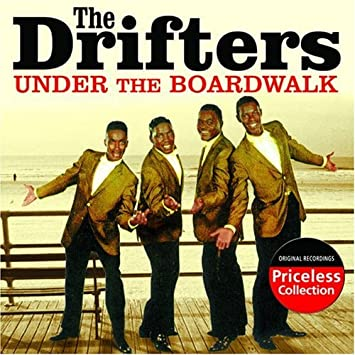 The
Drifters
UNDER THE BOARDWALK
ORIGINAL RECORDINGS
Priceless
Collection